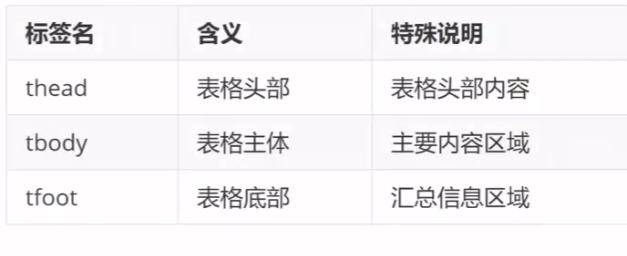 标签名 含义 特殊说明
thead 表格头部 表格头部内容
tbody 表格主体 主要内容区域
tfoot 表格底部 汇总信息区域